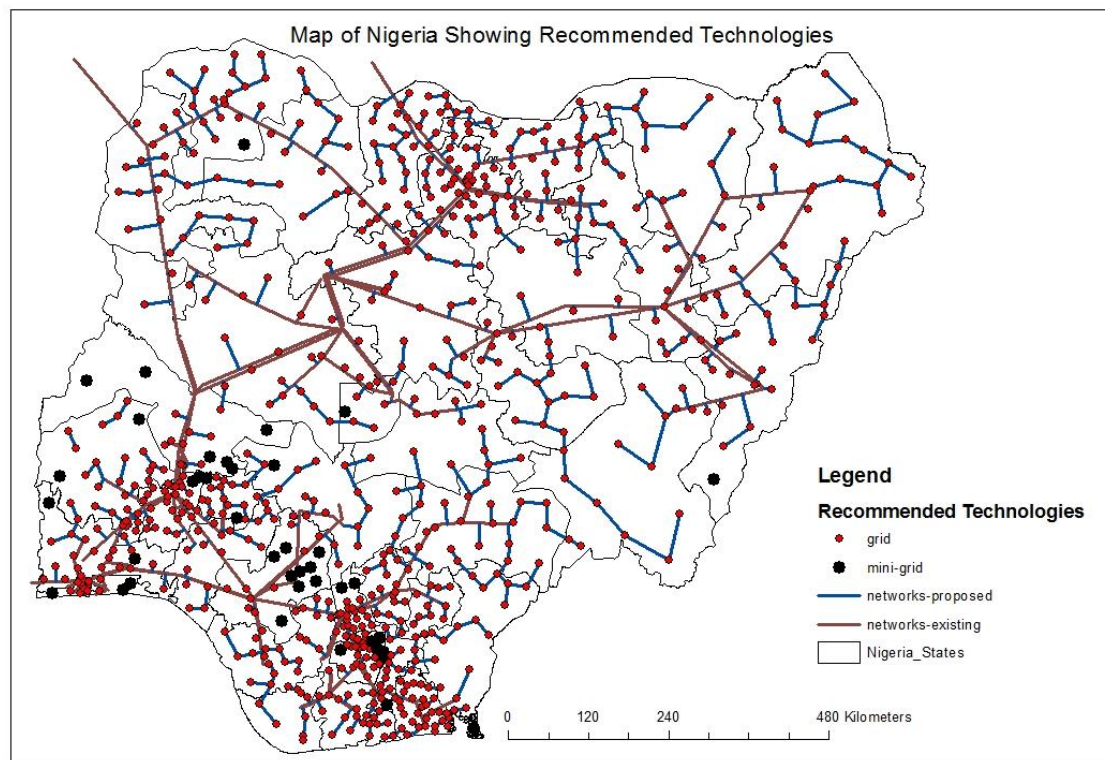 Map of Nigeria Showing Recommended Technologies
Legend
Recommended Technologies
grid
mini-grid
networks-proposed
networks-existing
Nigeria_States
0 120 240 480 Kilometers